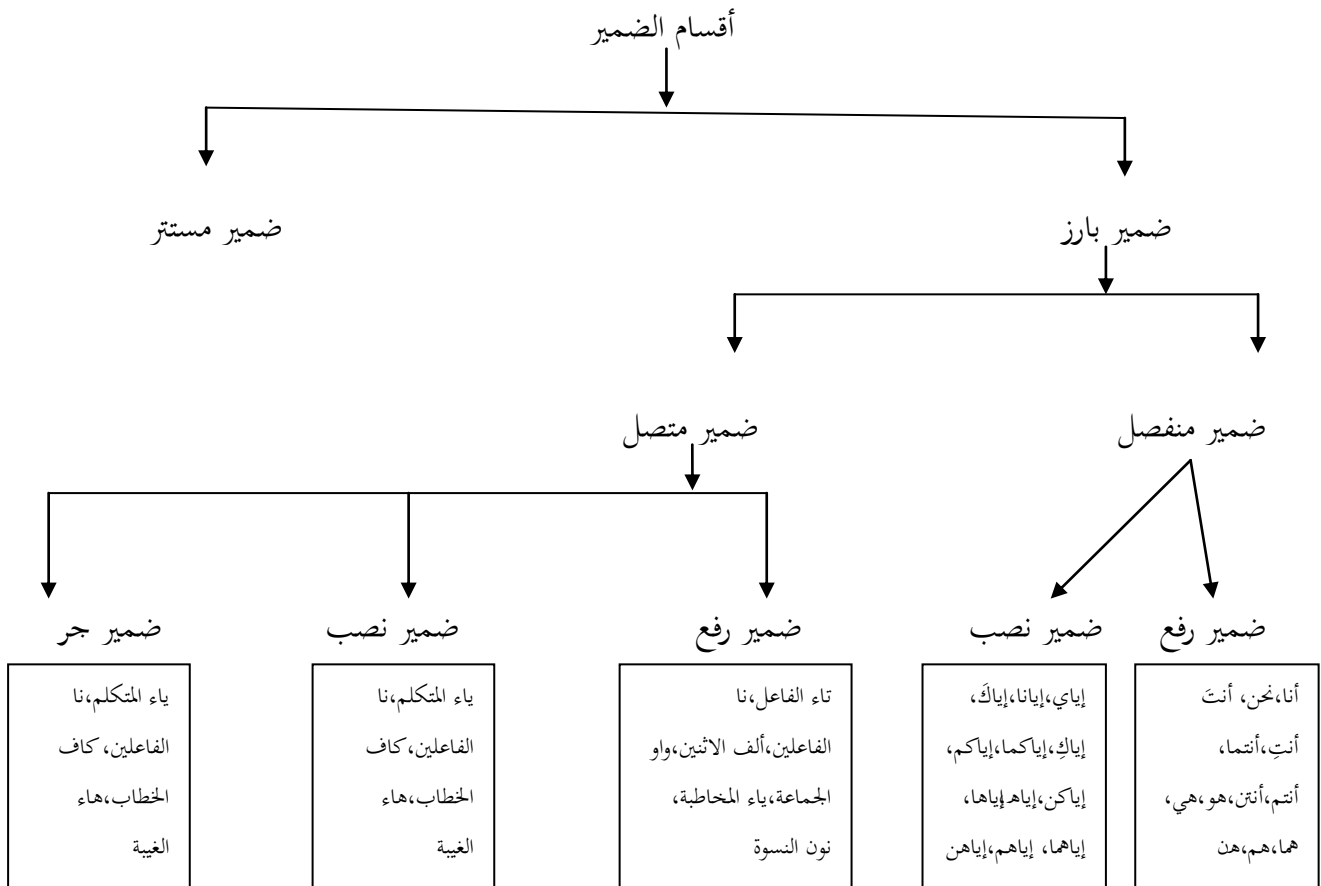 أقسام الضمير
ضمير بارز
ضمير مستتر
ضمير منفصل
ضمير متصل
ضمير رفع
ضمير نصب
ضمير رفع
ضمير نصب
ضمير جر
أنا،نحن، أنتَ
أنتِ،أنتما،
أنتم،أنتن،هو،هي،
هما،هم،هن
إياي،إيانا،إياكَ،
إياكِ،إياكما،إياكم،
إياكن،إياه،إياها،
إياهما، إياهم،إياهن
تاء الفاعل،نا
الفاعلين،ألف الاثنين،واو
الجماعة،ياء المخاطبة،
نون النسوة
ياء المتكلم،نا
الفاعلين،كاف
الخطاب،هاء
الغيبة
ياء المتكلم،نا
الفاعلين،كاف
الخطاب،هاء
الغيبة